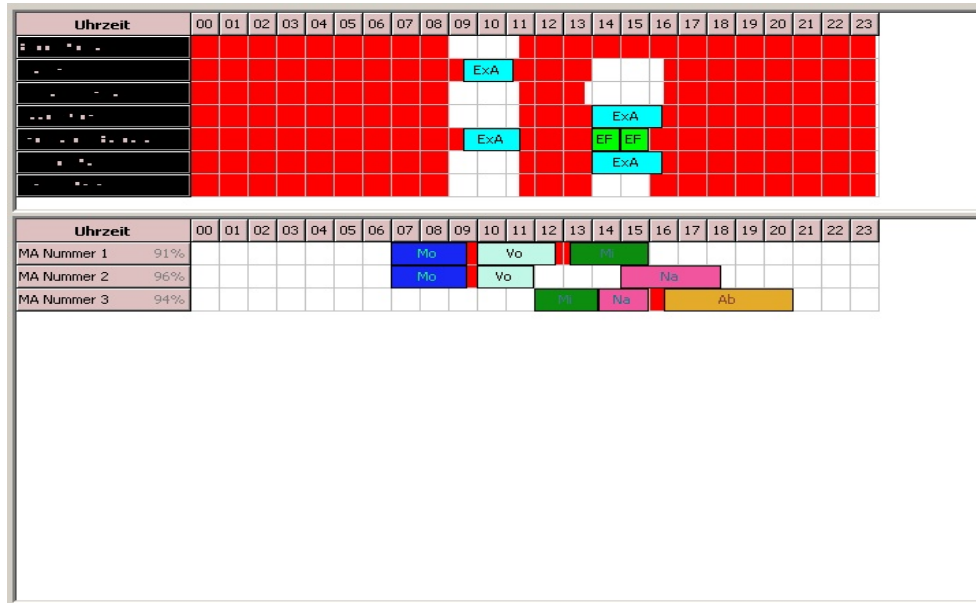 Uhrzeit 00 01 02 03 04 05 06 07 08 09 10 11 12 13 14 15 16 17 18 19 20 21 22 23
ExA
ExA
ExA EF EF
ExA
Uhrzeit 00 01 02 03 04 05 06 07 08 09 10 11 12 13 14 15 16 17 18 19 20 21 22 23
MA Nummer 1 91% Mo Vo Mi
MA Nummer 2 96% Mo Vo Na
MA Nummer 3 94% Mi Na Ab